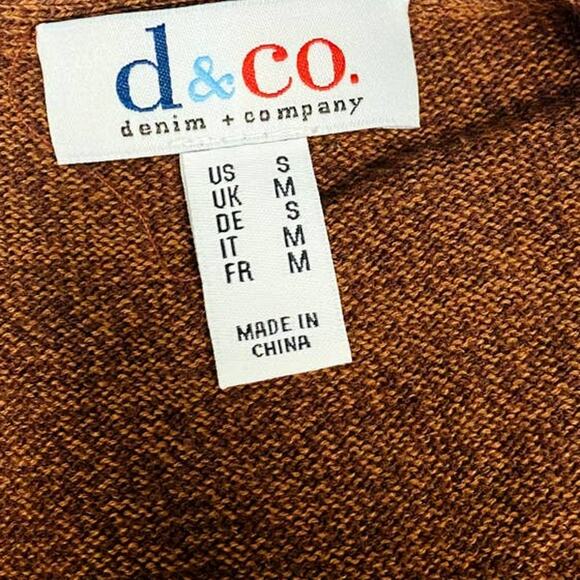 d&co.
denim + company
US S
UK M
DE S
IT M
FR M
MADE IN
CHINA